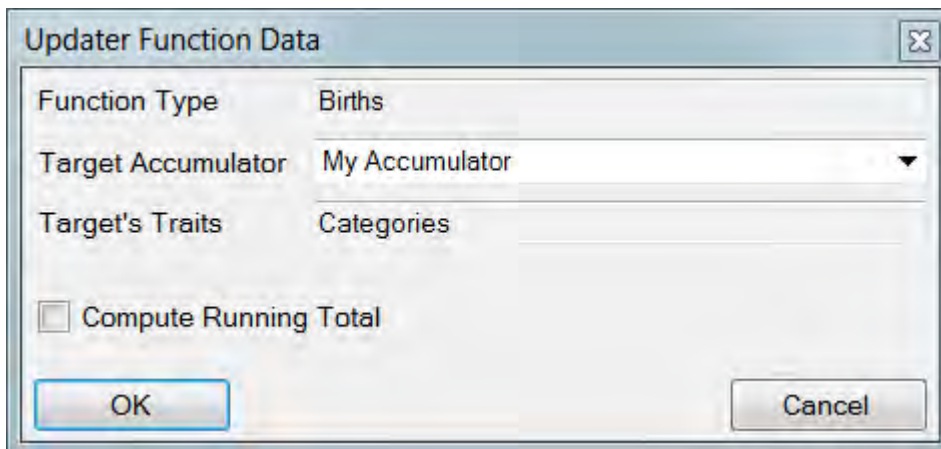 Updater Function Data
Function Type Births
Target Accumulator My Accumulator
Target's Traits Categories
Compute Running Total
OK Cancel